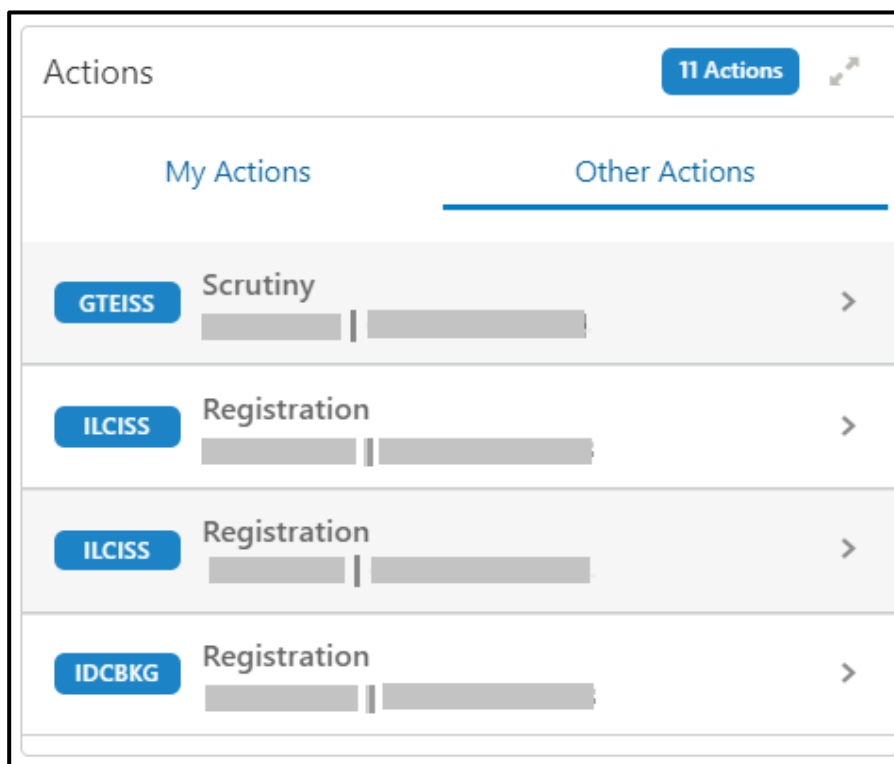 Actions
11 Actions
My Actions
Other Actions
GTEISS
Scrutiny
ILCISS
Registration
ILCISS
Registration
IDCBKG
Registration